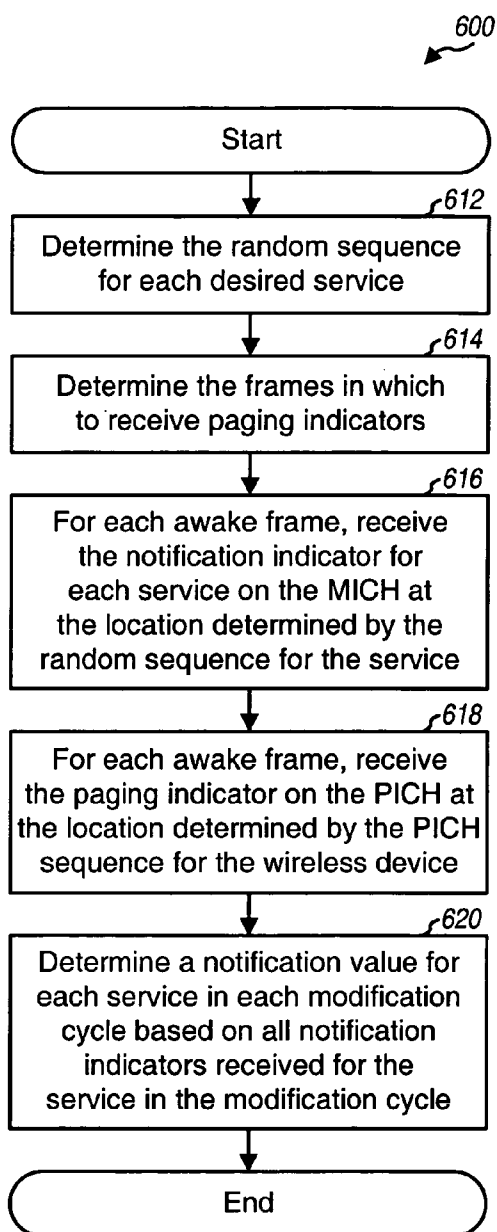 600
Start
612
Determine the random sequence
for each desired service
614
Determine the frames in which
to receive paging indicators
616
For each awake frame, receive
the notification indicator for
each service on the MICH at
the location determined by the
random sequence for the service
618
For each awake frame, receive
the paging indicator on the PICH at
the location determined by the PICH
sequence for the wireless device
620
Determine a notification value for
each service in each modification
cycle based on all notification
indicators received for the
service in the modification cycle
End